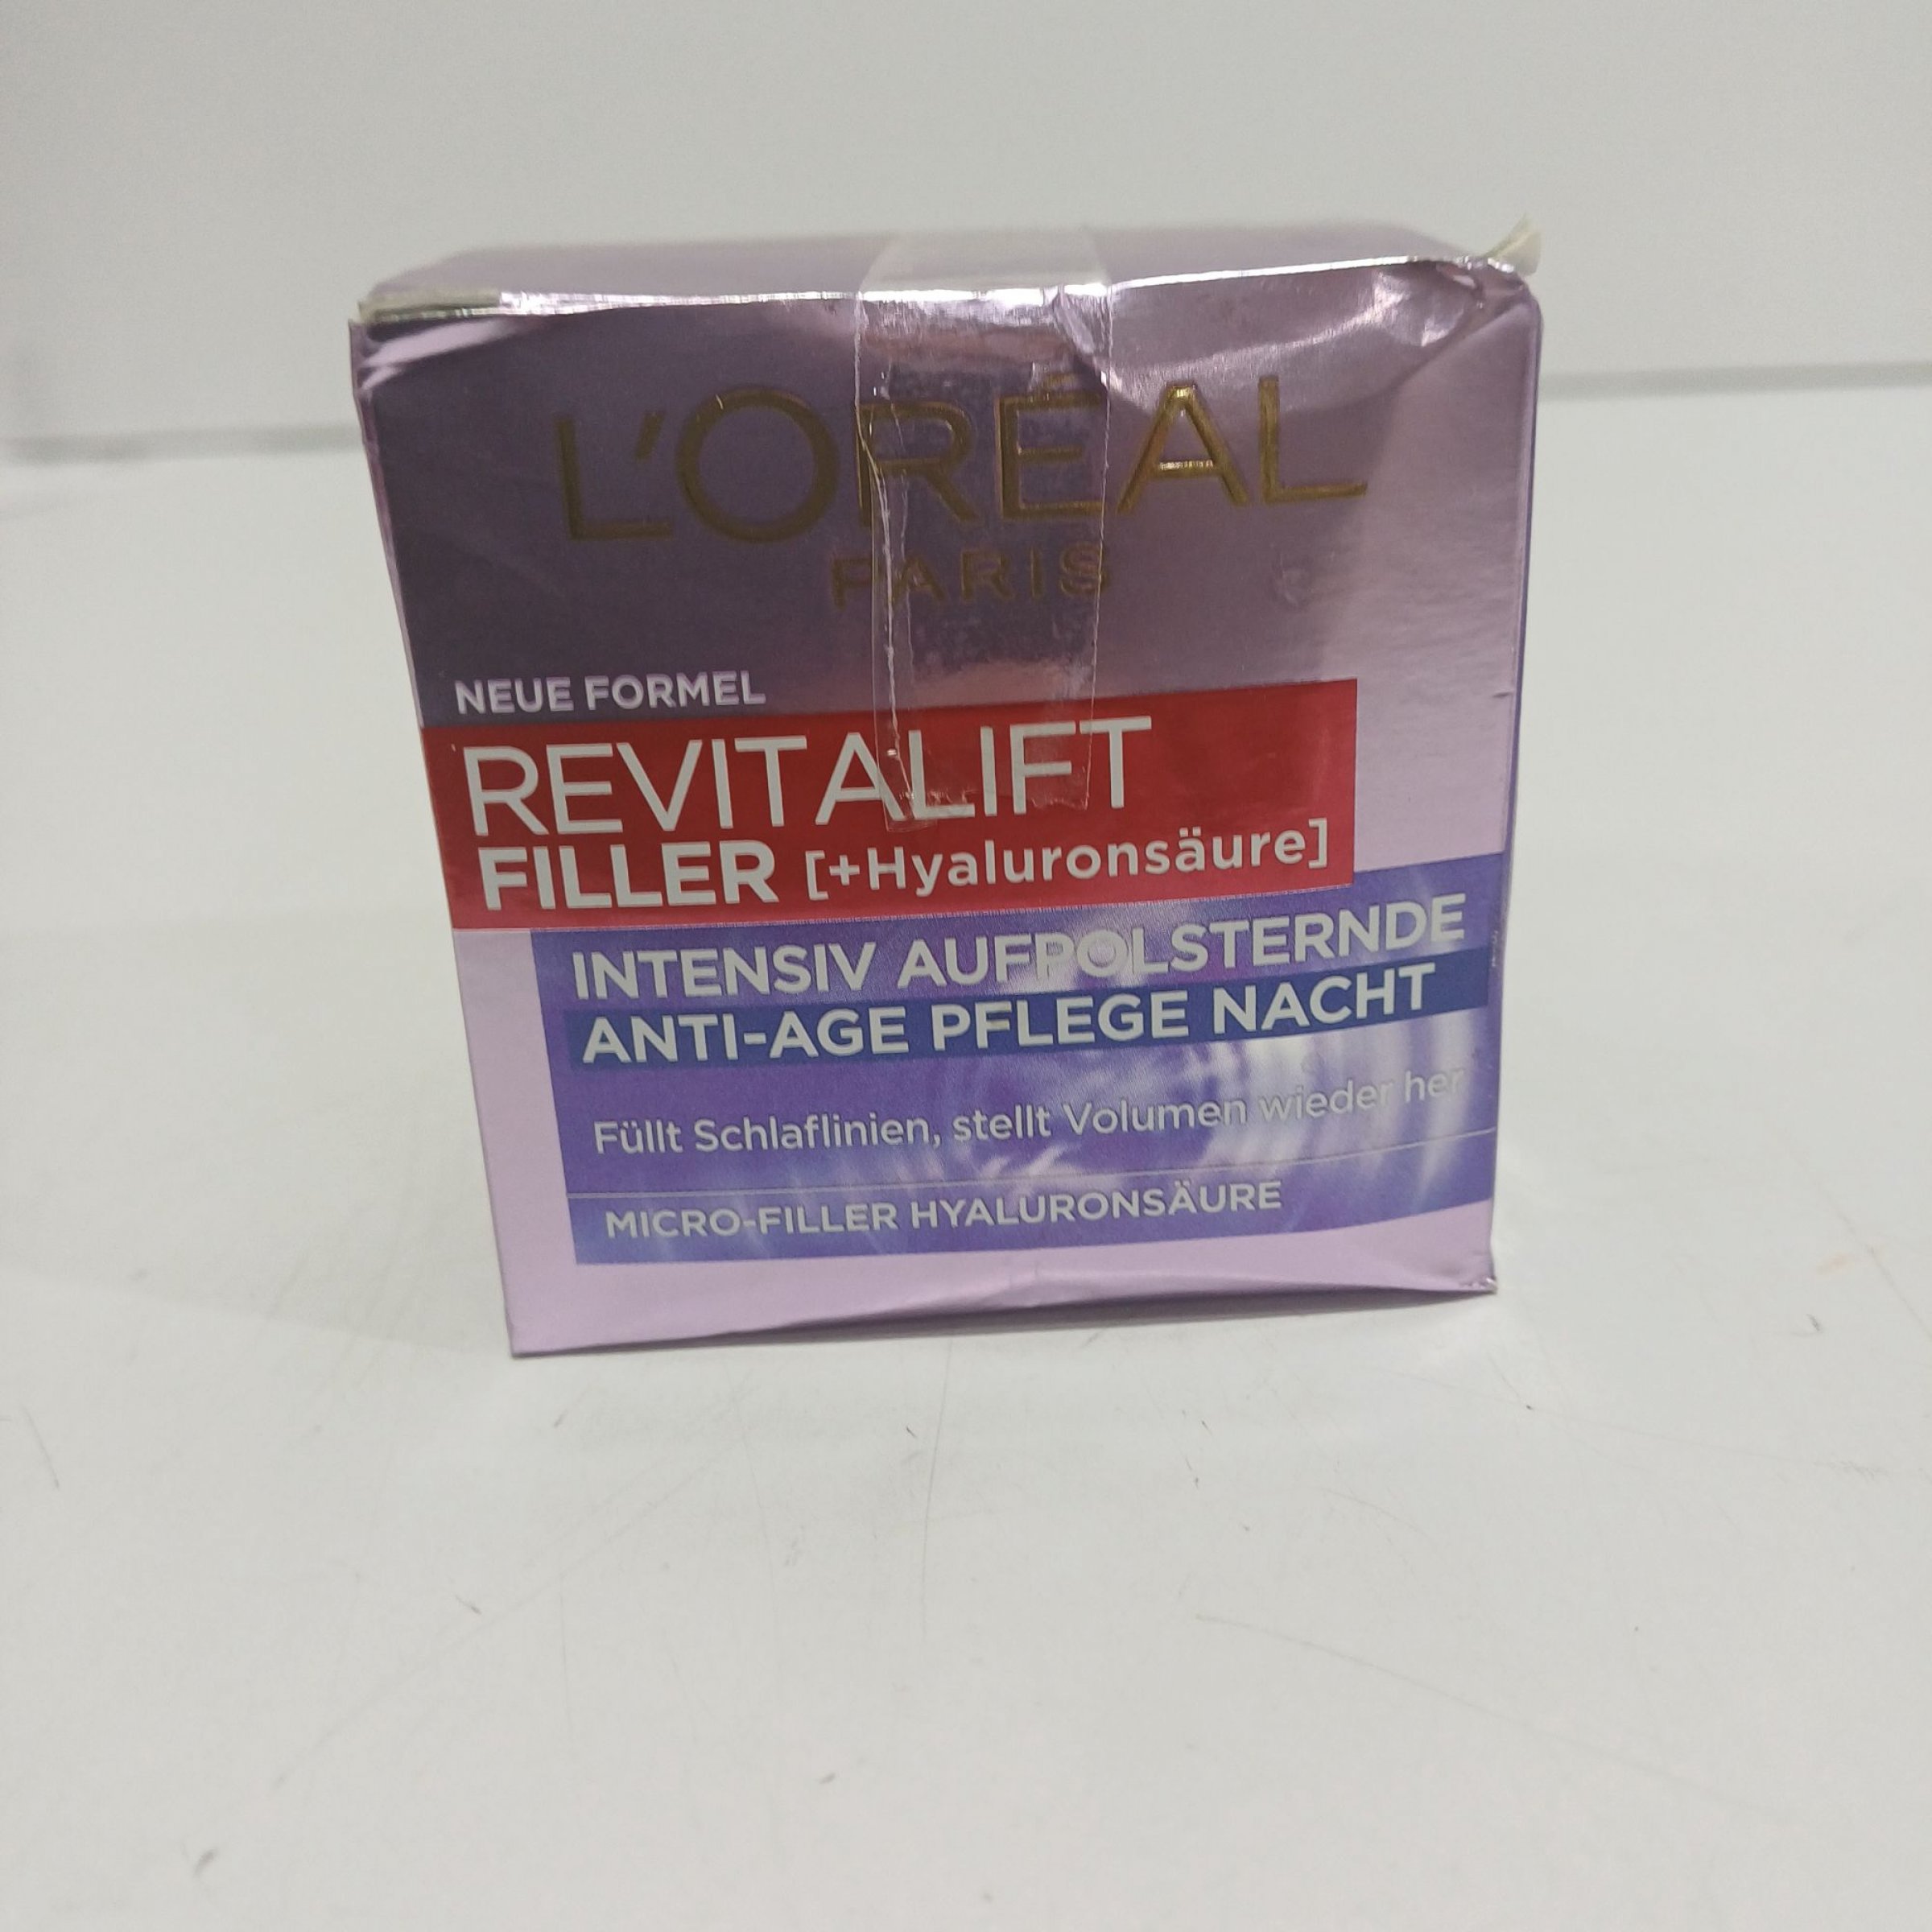 L'ORÉAL
PARIS
NEUE FORMEL
REVITALIFT
FILLER [+Hyaluronsäure]
INTENSIV AUFPOLSTERNDE
ANTI-AGE PFLEGE NACHT
Füllt Schlaflinien, stellt Volumen wieder her
MICRO-FILLER HYALURONSÄURE